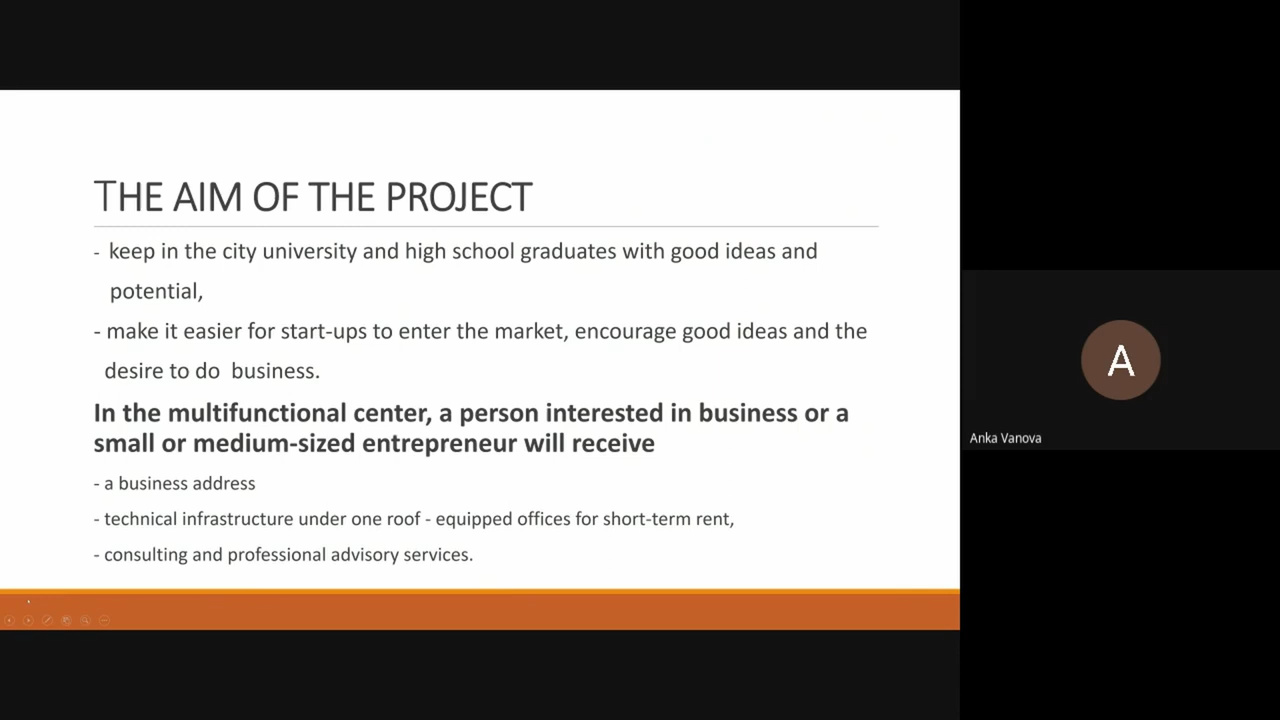 THE AIM OF THE PROJECT
- keep in the city university and high school graduates with good ideas and
potential,
- make it easier for start-ups to enter the market, encourage good ideas and the
desire to do  business.
In the multifunctional center, a person interested in business or a
small or medium-sized entrepreneur will receive
- a business address
- technical infrastructure under one roof - equipped offices for short-term rent,
- consulting and professional advisory services.
A
Anka Vanova